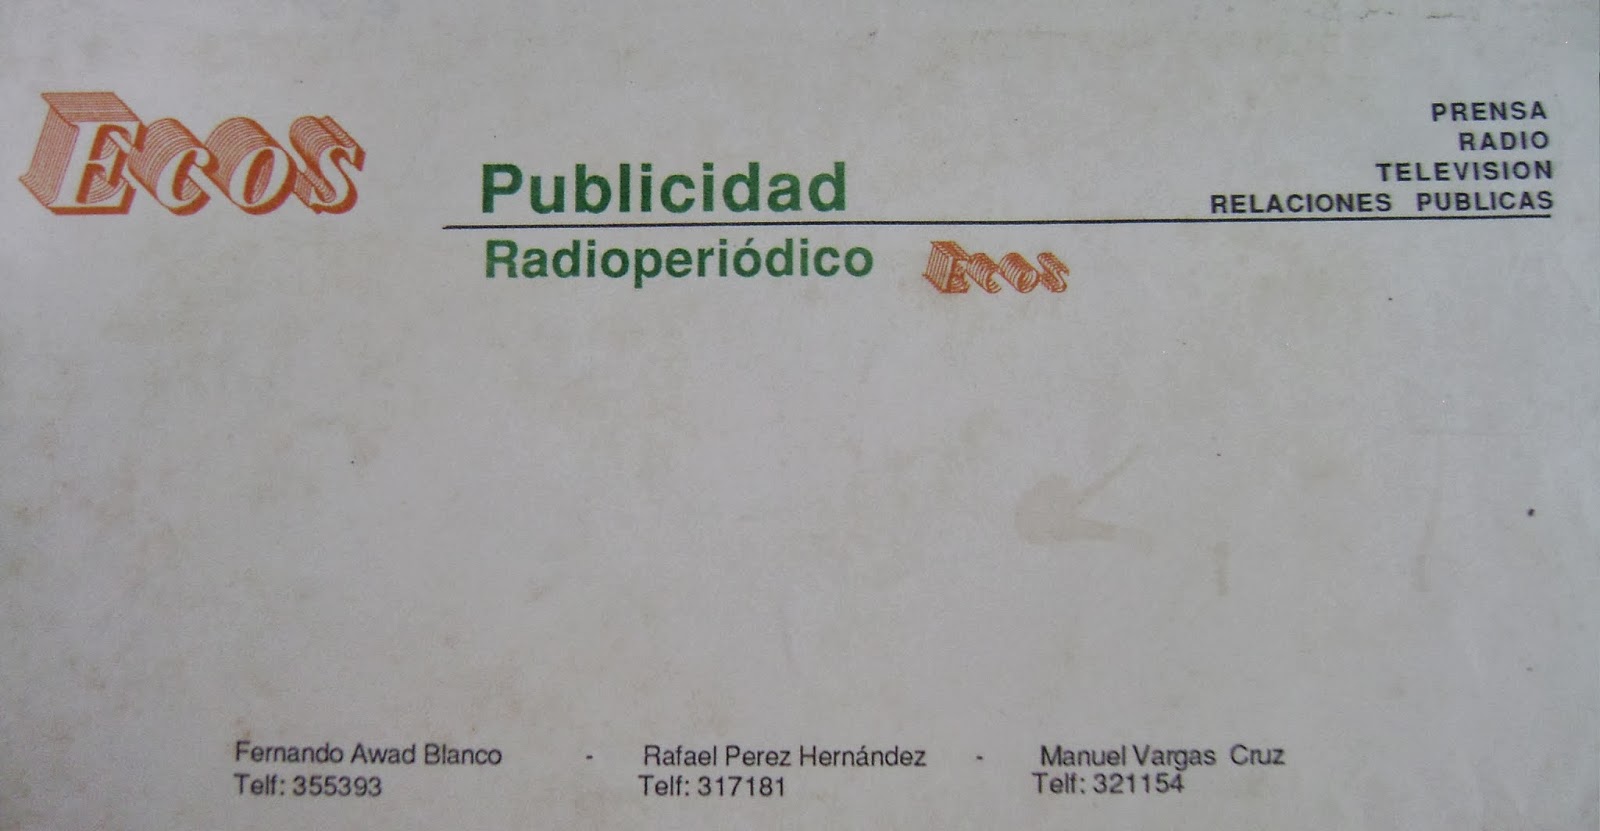 Ecos
Publicidad
PRENSA
RADIO
TELEVISION
RELACIONES PUBLICAS
Radioperiódico Ecos
Fernando Awad Blanco - Rafael Perez Hernández - Manuel Vargas Cruz
Telf: 355393 Telf: 317181 Telf: 321154